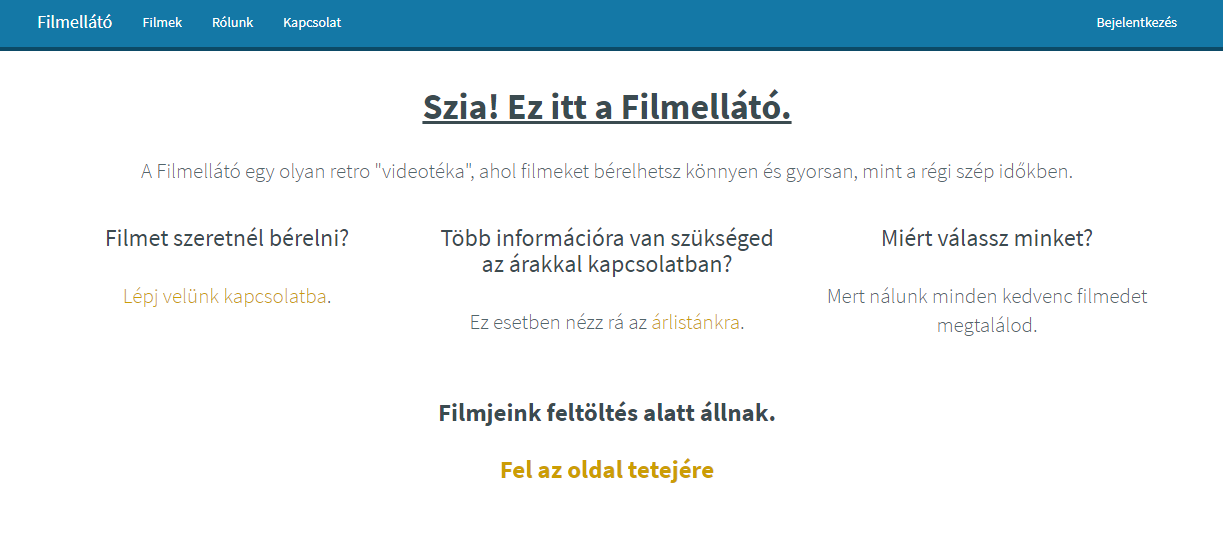 Filmellátó Filmek Rólunk Kapcsolat Bejelentkezés
Szia! Ez itt a Filmellátó.
A Filmellátó egy olyan retro "videotéka", ahol filmeket bérelhetsz könnyen és gyorsan, mint a régi szép időkben.
Filmet szeretnél bérelni?
Lépj velünk kapcsolatba.
Több információra van szükséged
az árakkal kapcsolatban?
Ez esetben nézz rá az árlistánkra.
Miért válassz minket?
Mert nálunk minden kedvenc filmedet
megtalálod.
Filmjeink feltöltés alatt állnak.
Fel az oldal tetejére